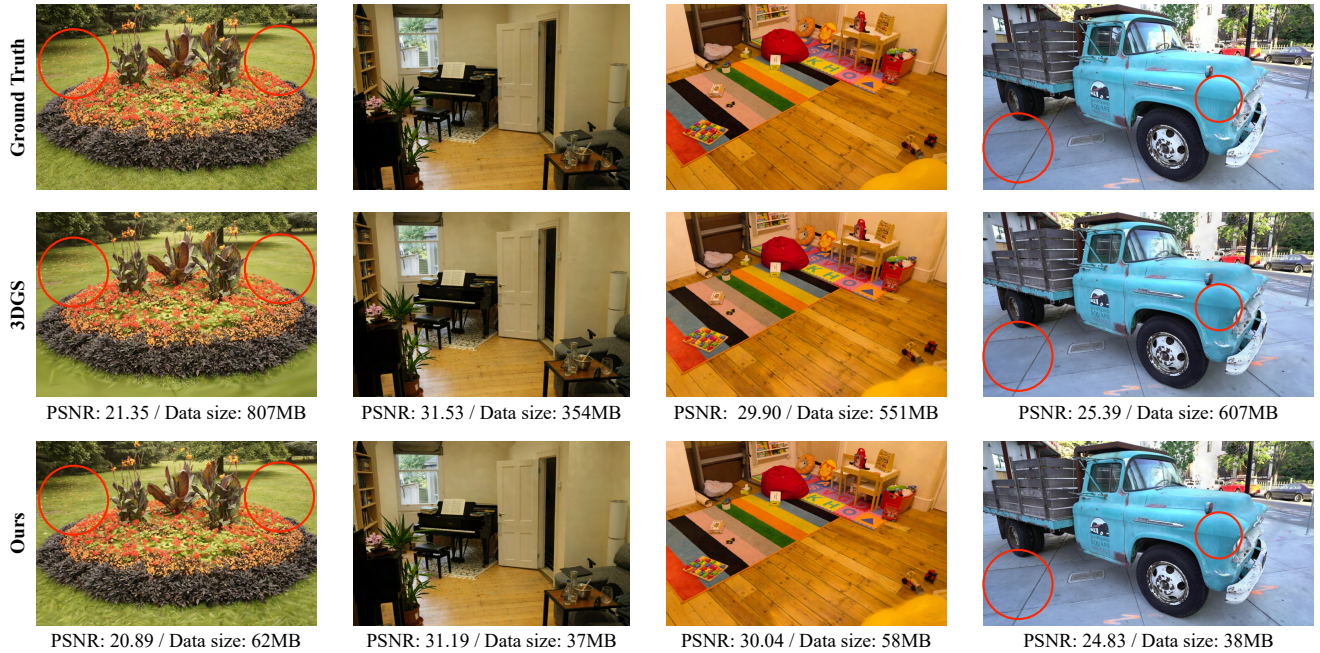 Ground Truth
3DGS
PSNR: 21.35 / Data size: 807MB
PSNR: 31.53 / Data size: 354MB
PSNR: 29.90 / Data size: 551MB
PSNR: 25.39 / Data size: 607MB
Ours
PSNR: 20.89 / Data size: 62MB
PSNR: 31.19 / Data size: 37MB
PSNR: 30.04 / Data size: 58MB
PSNR: 24.83 / Data size: 38MB